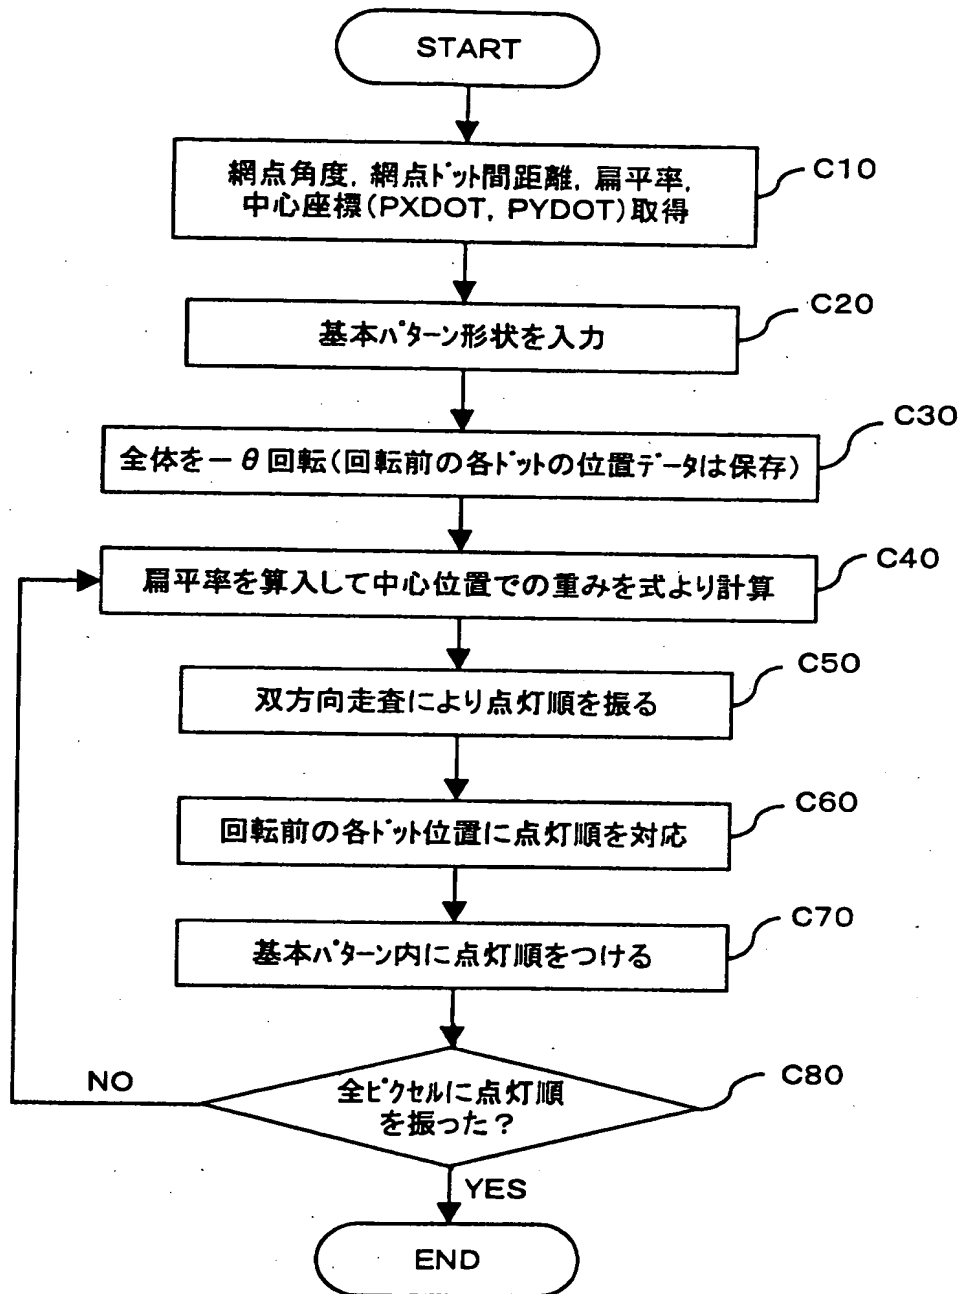 START
網点角度, 網点ﾄﾞｯﾄ間距離, 扁平率,
中心座標(PXDOT, PYDOT)取得
C10
基本ﾊﾟﾀｰﾝ形状を入力
C20
全体を－θ回転(回転前の各ﾄﾞｯﾄの位置ﾃﾞｰﾀは保存)
C30
扁平率を算入して中心位置での重みを式より計算
C40
双方向走査により点灯順を振る
C50
回転前の各ﾄﾞｯﾄ位置に点灯順を対応
C60
基本ﾊﾟﾀｰﾝ内に点灯順をつける
C70
全ﾋﾟｸｾﾙに点灯順
を振った?
C80
NO
YES
END